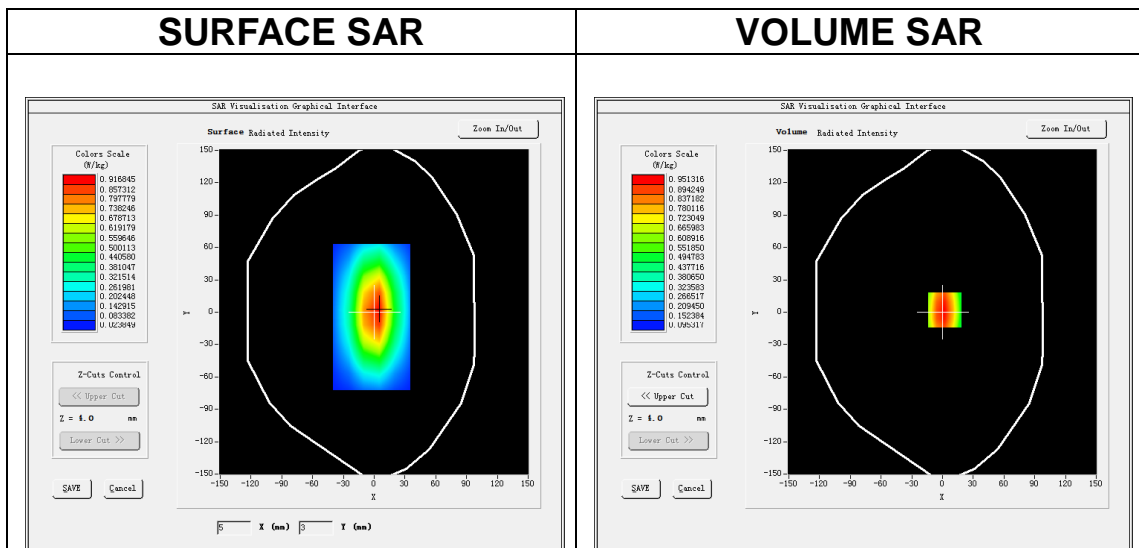 SURFACE SAR
VOLUME SAR
SAR Visualisation Graphical Interface
Surface Radiated Intensity
Zoom In/Out
Colors Scale
(W/kg)
0.916845
0.857312
0.797779
0.738246
0.678713
0.619179
0.559646
0.500113
0.440580
0.381047
0.321514
0.261981
0.202448
0.142915
0.083382
0.023849
150
120
90
60
30
0
-30
-60
-90
-120
-150
Y
-150 -120 -90 -60 -30 0 30 60 90 120 150
X
Z-Cuts Control
<< Upper Cut
Z = 4.0 mm
Lower Cut >>
SAVE Cancel
5 X (mm) 3 Y (mm)
SAR Visualisation Graphical Interface
Volume Radiated Intensity
Zoom In/Out
Colors Scale
(W/kg)
0.951316
0.894249
0.837182
0.780116
0.723049
0.665983
0.608916
0.551850
0.494783
0.437716
0.380650
0.323583
0.266517
0.209450
0.152384
0.095317
150
120
90
60
30
0
-30
-60
-90
-120
-150
Y
-150 -120 -90 -60 -30 0 30 60 90 120 150
X
Z-Cuts Control
<< Upper Cut
Z = 4.0 mm
Lower Cut >>
SAVE Cancel